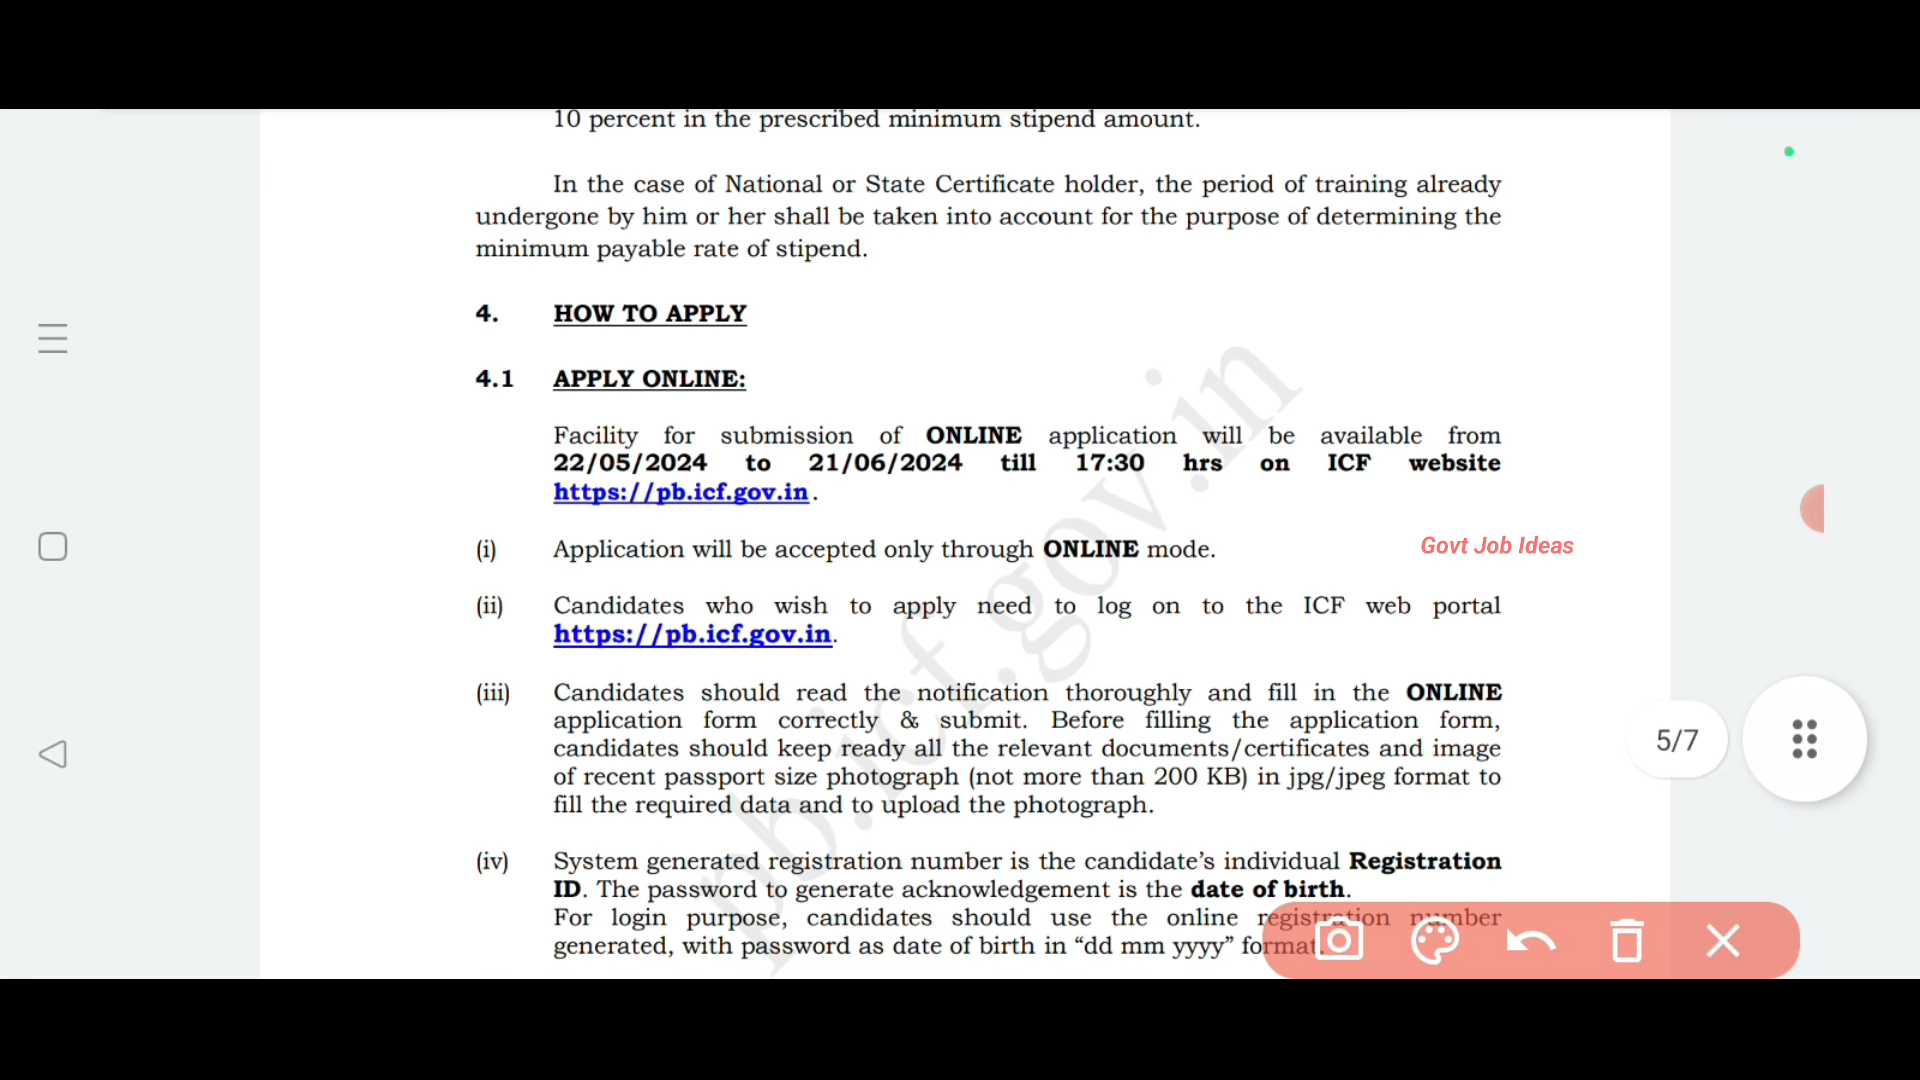 10 percent in the prescribed minimum stipend amount.
In the case of National or State Certificate holder, the period of training already
undergone by him or her shall be taken into account for the purpose of determining the
minimum payable rate of stipend.
4. HOW TO APPLY
4.1 APPLY ONLINE:
Facility for submission of ONLINE application will be available from
22/05/2024 to 21/06/2024 till 17:30 hrs on ICF website
https://pb.icf.gov.in.
(i) Application will be accepted only through ONLINE mode.
Govt Job Ideas
(ii) Candidates who wish to apply need to log on to the ICF web portal
https://pb.icf.gov.in.
(iii) Candidates should read the notification thoroughly and fill in the ONLINE
application form correctly & submit. Before filling the application form,
candidates should keep ready all the relevant documents/certificates and image
of recent passport size photograph (not more than 200 KB) in jpg/jpeg format to
fill the required data and to upload the photograph.
5/7
(iv) System generated registration number is the candidate's individual Registration
ID. The password to generate acknowledgement is the date of birth.
For login purpose, candidates should use the online registration number
generated, with password as date of birth in "dd mm yyyy" format.
pb.icf.gov.in